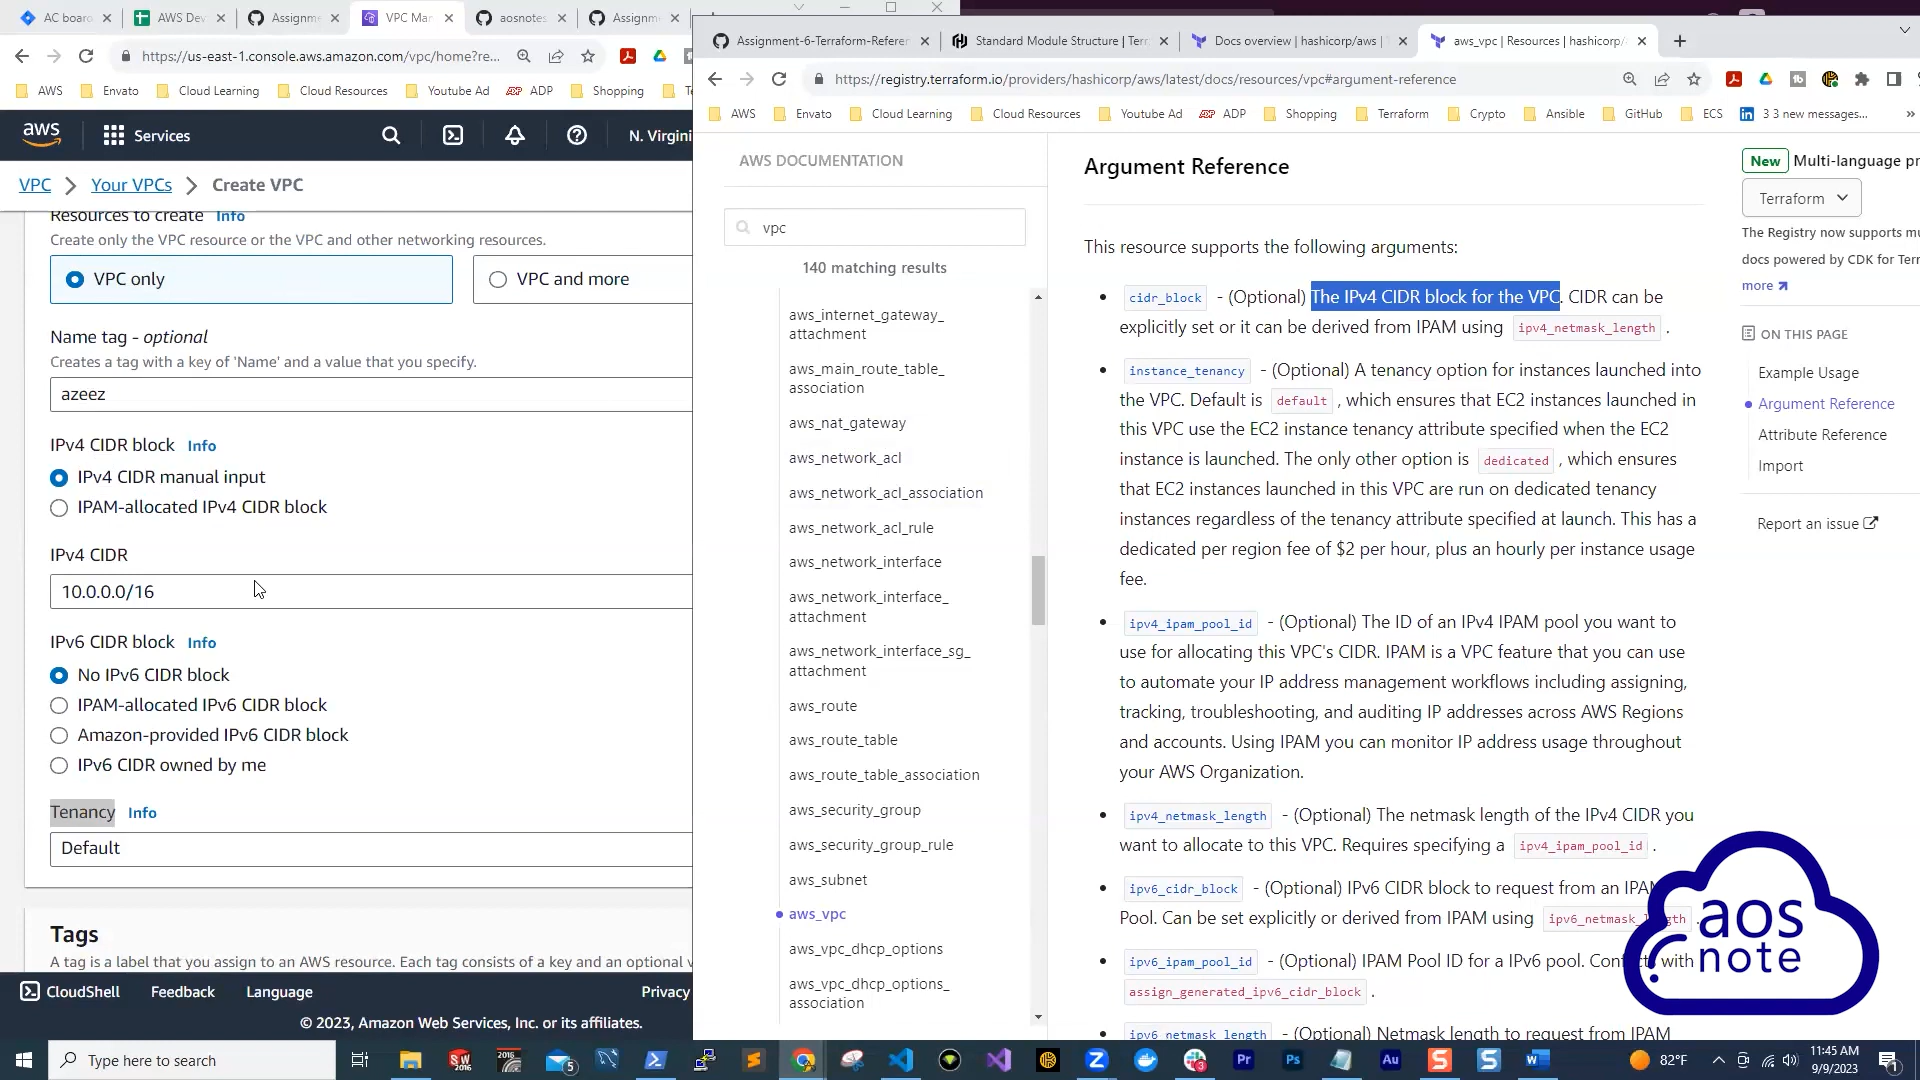 AC board
AWS Dev
Assignm
VPC Mar
aosnotes
Assignm
https://us-east-1.console.aws.amazon.com/vpc/home?re...
AWS
Envato
Cloud Learning
Cloud Resources
Youtube Ad
ADP
Shopping
aws
Services
N. Virgini
VPC
Your VPCs
Create VPC
Resources to create Info
Create only the VPC resource or the VPC and other networking resources.
VPC only
VPC and more
Name tag - optional
Creates a tag with a key of 'Name' and a value that you specify.
azeez
IPv4 CIDR block Info
IPv4 CIDR manual input
IPAM-allocated IPv4 CIDR block
IPv4 CIDR
10.0.0.0/16
IPv6 CIDR block Info
No IPv6 CIDR block
IPAM-allocated IPv6 CIDR block
Amazon-provided IPv6 CIDR block
IPv6 CIDR owned by me
Tenancy Info
Default
Tags
A tag is a label that you assign to an AWS resource. Each tag consists of a key and an optional v
CloudShell
Feedback
Language
Privacy
© 2023, Amazon Web Services, Inc. or its affiliates.
Assignment-6-Terraform-Referer
Standard Module Structure | Terr
Docs overview | hashicorp/aws | T
aws_vpc | Resources | hashicorp/
https://registry.terraform.io/providers/hashicorp/aws/latest/docs/resources/vpc#argument-reference
AWS
Envato
Cloud Learning
Cloud Resources
Youtube Ad
ADP
Shopping
Terraform
Crypto
Ansible
GitHub
ECS
3 3 new messages...
»
AWS DOCUMENTATION
vpc
140 matching results
aws_internet_gateway_
attachment
aws_main_route_table_
association
aws_nat_gateway
aws_network_acl
aws_network_acl_association
aws_network_acl_rule
aws_network_interface
aws_network_interface_
attachment
aws_network_interface_sg_
attachment
aws_route
aws_route_table
aws_route_table_association
aws_security_group
aws_security_group_rule
aws_subnet
aws_vpc
aws_vpc_dhcp_options
aws_vpc_dhcp_options_
association
Argument Reference
This resource supports the following arguments:
cidr_block - (Optional) The IPv4 CIDR block for the VPC. CIDR can be
explicitly set or it can be derived from IPAM using ipv4_netmask_length .
instance_tenancy - (Optional) A tenancy option for instances launched into
the VPC. Default is default , which ensures that EC2 instances launched in
this VPC use the EC2 instance tenancy attribute specified when the EC2
instance is launched. The only other option is dedicated , which ensures
that EC2 instances launched in this VPC are run on dedicated tenancy
instances regardless of the tenancy attribute specified at launch. This has a
dedicated per region fee of $2 per hour, plus an hourly per instance usage
fee.
ipv4_ipam_pool_id - (Optional) The ID of an IPv4 IPAM pool you want to
use for allocating this VPC's CIDR. IPAM is a VPC feature that you can use
to automate your IP address management workflows including assigning,
tracking, troubleshooting, and auditing IP addresses across AWS Regions
and accounts. Using IPAM you can monitor IP address usage throughout
your AWS Organization.
ipv4_netmask_length - (Optional) The netmask length of the IPv4 CIDR you
want to allocate to this VPC. Requires specifying a ipv4_ipam_pool_id .
ipv6_cidr_block - (Optional) IPv6 CIDR block to request from an IPA
Pool. Can be set explicitly or derived from IPAM using
ipv6_ipam_pool_id - (Optional) IPAM Pool ID for a IPv6 pool. with
assign_generated_ipv6_cidr_block .
ipv6_netmask_length - (Optional) Netmask length to request from IPAM
New Multi-language pr
Terraform
The Registry now supports mu
docs powered by CDK for Terr
more
ON THIS PAGE
Example Usage
Argument Reference
Attribute Reference
Import
Report an issue
aos
note
Type here to search
82°F
11:45 AM
9/9/2023